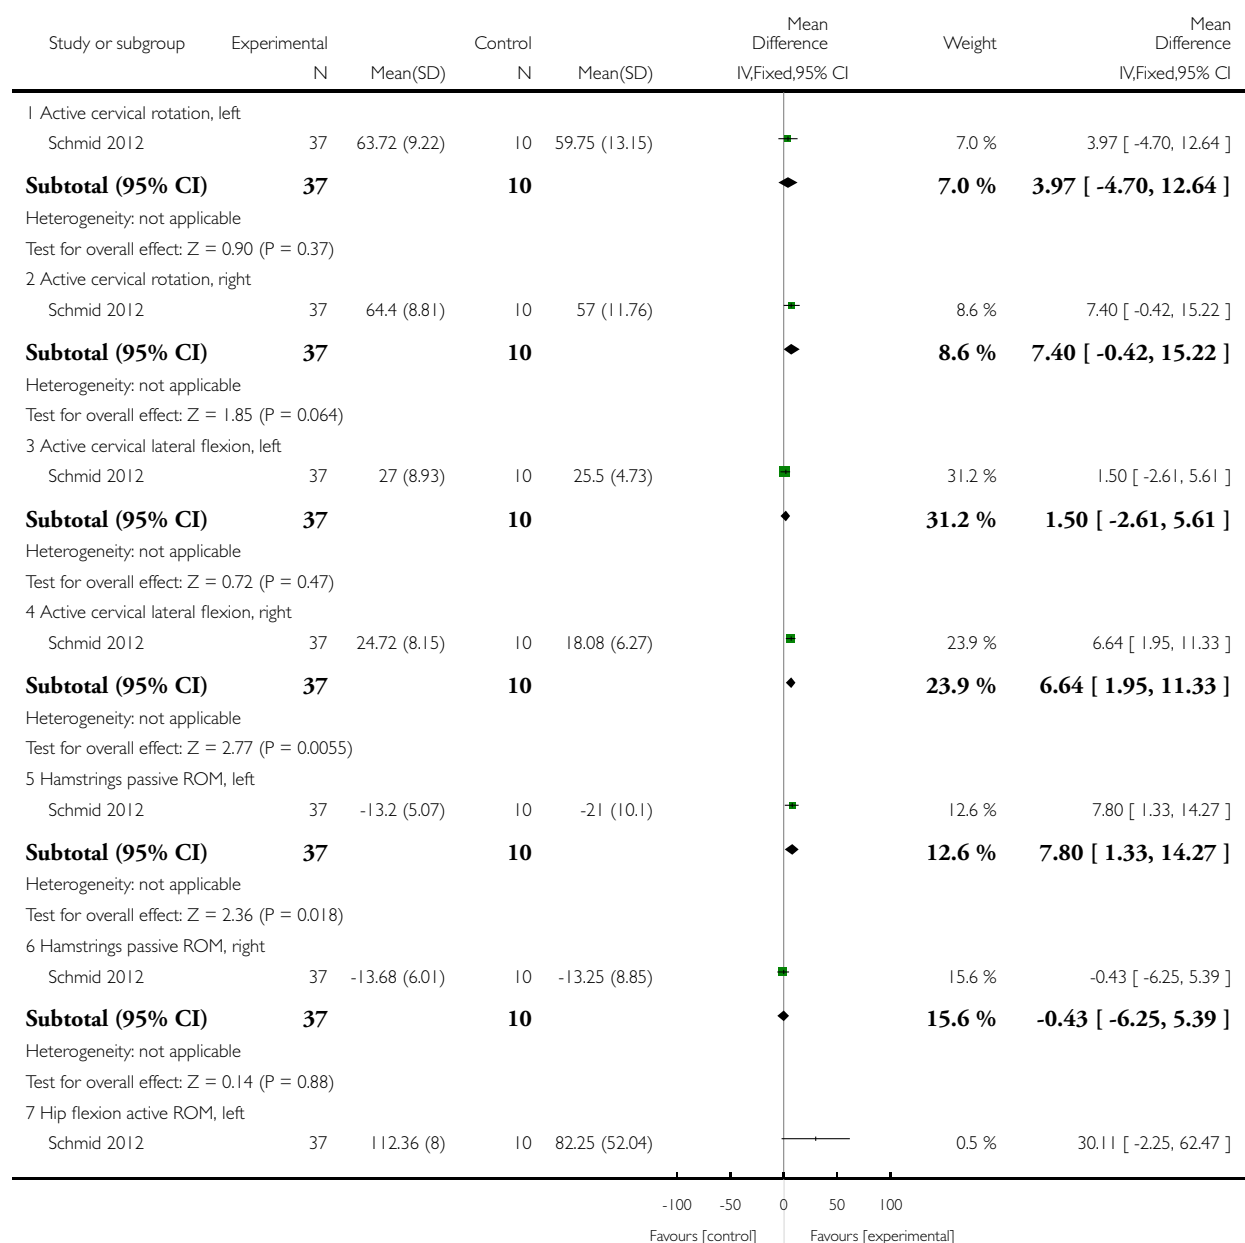 Study or subgroup Experimental Control Mean Difference Weight Mean Difference
N Mean(SD) N Mean(SD) IV,Fixed,95% CI IV,Fixed,95% CI
1 Active cervical rotation, left
Schmid 2012 37 63.72 (9.22) 10 59.75 (13.15) 7.0 % 3.97 [ -4.70, 12.64 ]
Subtotal (95% CI) 37 10 7.0 % 3.97 [ -4.70, 12.64 ]
Heterogeneity: not applicable
Test for overall effect: Z = 0.90 (P = 0.37)
2 Active cervical rotation, right
Schmid 2012 37 64.4 (8.81) 10 57 (11.76) 8.6 % 7.40 [ -0.42, 15.22 ]
Subtotal (95% CI) 37 10 8.6 % 7.40 [ -0.42, 15.22 ]
Heterogeneity: not applicable
Test for overall effect: Z = 1.85 (P = 0.064)
3 Active cervical lateral flexion, left
Schmid 2012 37 27 (8.93) 10 25.5 (4.73) 31.2 % 1.50 [ -2.61, 5.61 ]
Subtotal (95% CI) 37 10 31.2 % 1.50 [ -2.61, 5.61 ]
Heterogeneity: not applicable
Test for overall effect: Z = 0.72 (P = 0.47)
4 Active cervical lateral flexion, right
Schmid 2012 37 24.72 (8.15) 10 18.08 (6.27) 23.9 % 6.64 [ 1.95, 11.33 ]
Subtotal (95% CI) 37 10 23.9 % 6.64 [ 1.95, 11.33 ]
Heterogeneity: not applicable
Test for overall effect: Z = 2.77 (P = 0.0055)
5 Hamstrings passive ROM, left
Schmid 2012 37 -13.2 (5.07) 10 -21 (10.1) 12.6 % 7.80 [ 1.33, 14.27 ]
Subtotal (95% CI) 37 10 12.6 % 7.80 [ 1.33, 14.27 ]
Heterogeneity: not applicable
Test for overall effect: Z = 2.36 (P = 0.018)
6 Hamstrings passive ROM, right
Schmid 2012 37 -13.68 (6.01) 10 -13.25 (8.85) 15.6 % -0.43 [ -6.25, 5.39 ]
Subtotal (95% CI) 37 10 15.6 % -0.43 [ -6.25, 5.39 ]
Heterogeneity: not applicable
Test for overall effect: Z = 0.14 (P = 0.88)
7 Hip flexion active ROM, left
Schmid 2012 37 112.36 (8) 10 82.25 (52.04) 0.5 % 30.11 [ -2.25, 62.47 ]
-100 -50 0 50 100
Favours [control] Favours [experimental]